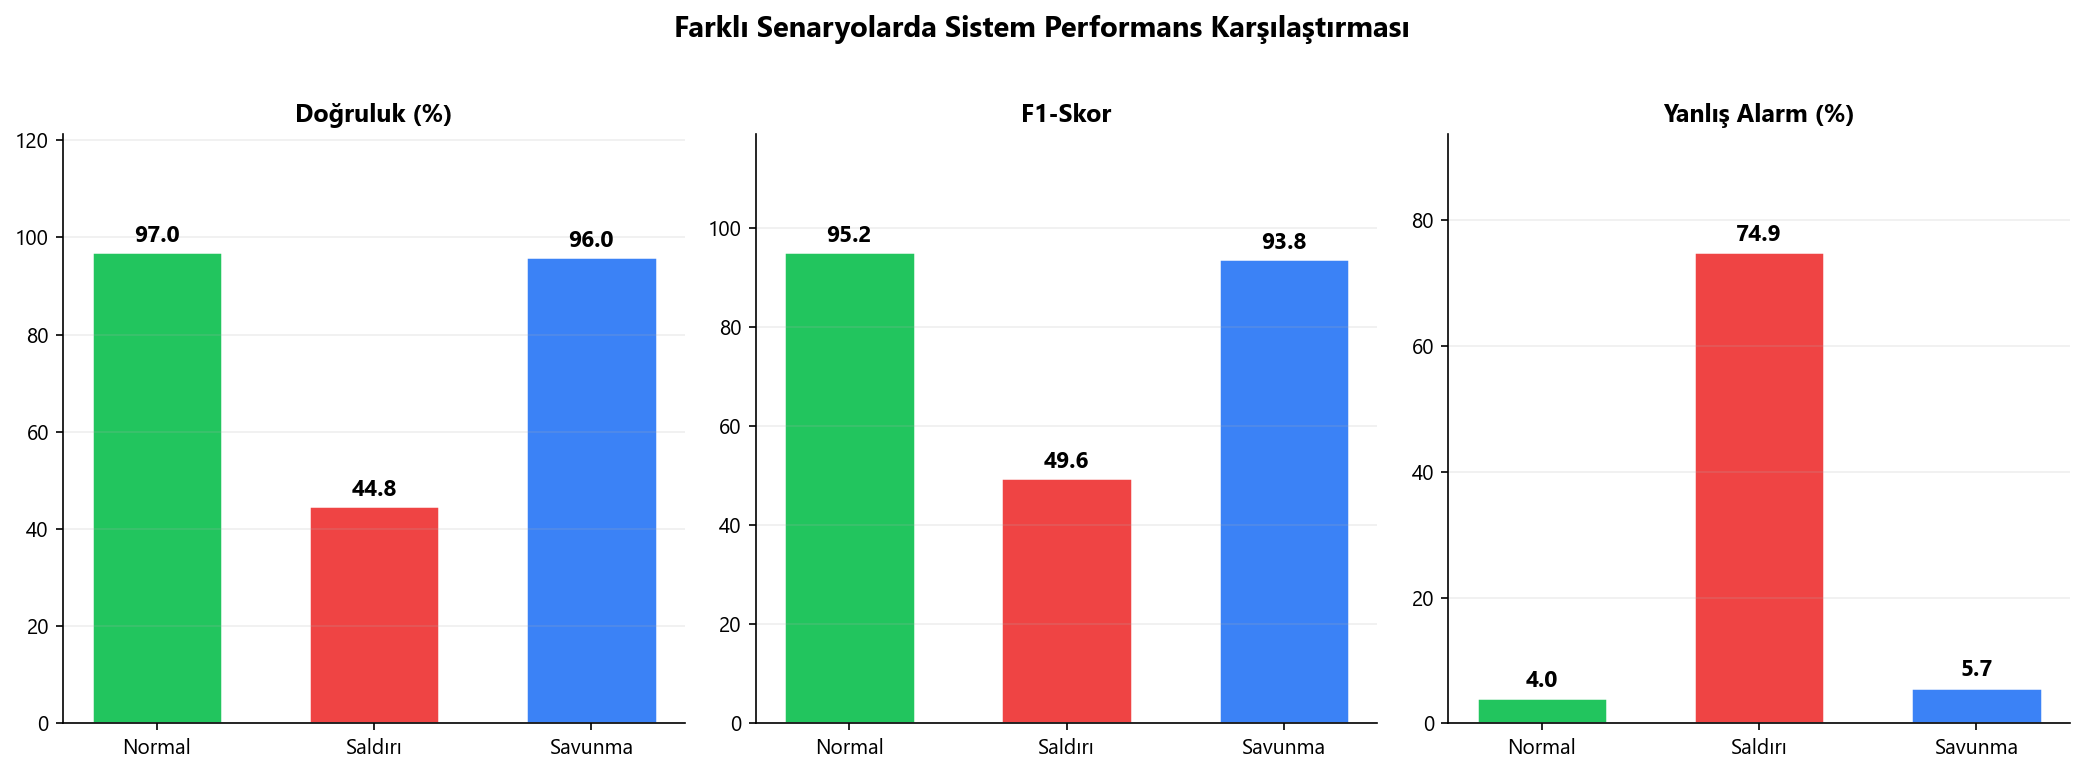 Farklı Senaryolarda Sistem Performans Karşılaştırması
Doğruluk (%)
120
100
80
60
40
20
0
97.0
44.8
96.0
Normal
Saldırı
Savunma
F1-Skor
100
80
60
40
20
0
95.2
49.6
93.8
Normal
Saldırı
Savunma
Yanlış Alarm (%)
80
60
40
20
0
4.0
74.9
5.7
Normal
Saldırı
Savunma